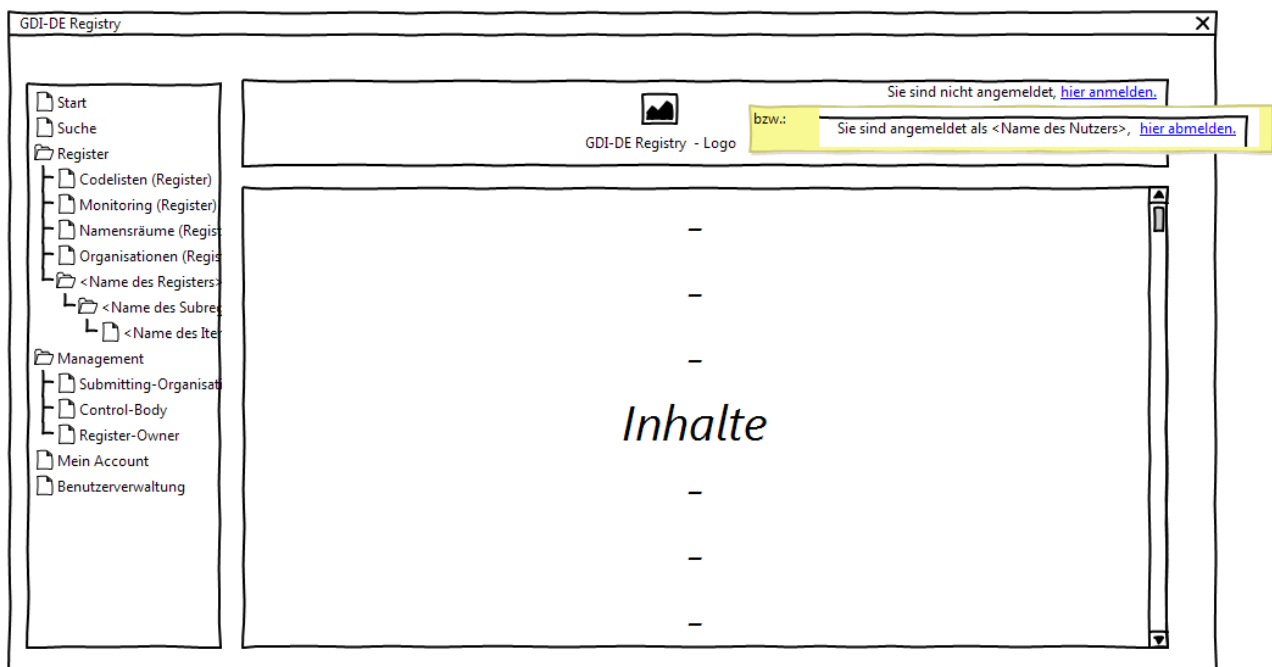 GDI-DE Registry
Sie sind nicht angemeldet, hier anmelden.
bzw.:
Sie sind angemeldet als <Name des Nutzers>, hier abmelden.
GDI-DE Registry - Logo
Start
Suche
Register
Codelisten (Register)
Monitoring (Register)
Namensräume (Regist
Organisationen (Regis
<Name des Registers>
<Name des Subreg
<Name des Iter
Management
Submitting-Organisati
Control-Body
Register-Owner
Mein Account
Benutzerverwaltung
–
–
–
Inhalte
–
–
–